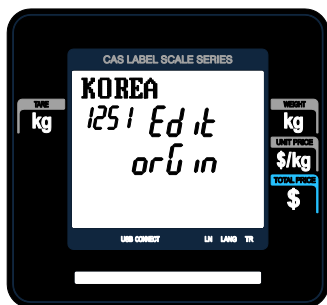 CAS LABEL SCALE SERIES
KOREA
1251 Edit
orGin
TARE
kg
WEIGHT
kg
UNIT PRICE
$/kg
TOTAL PRICE
$
USB CONNECT LN LANG TR